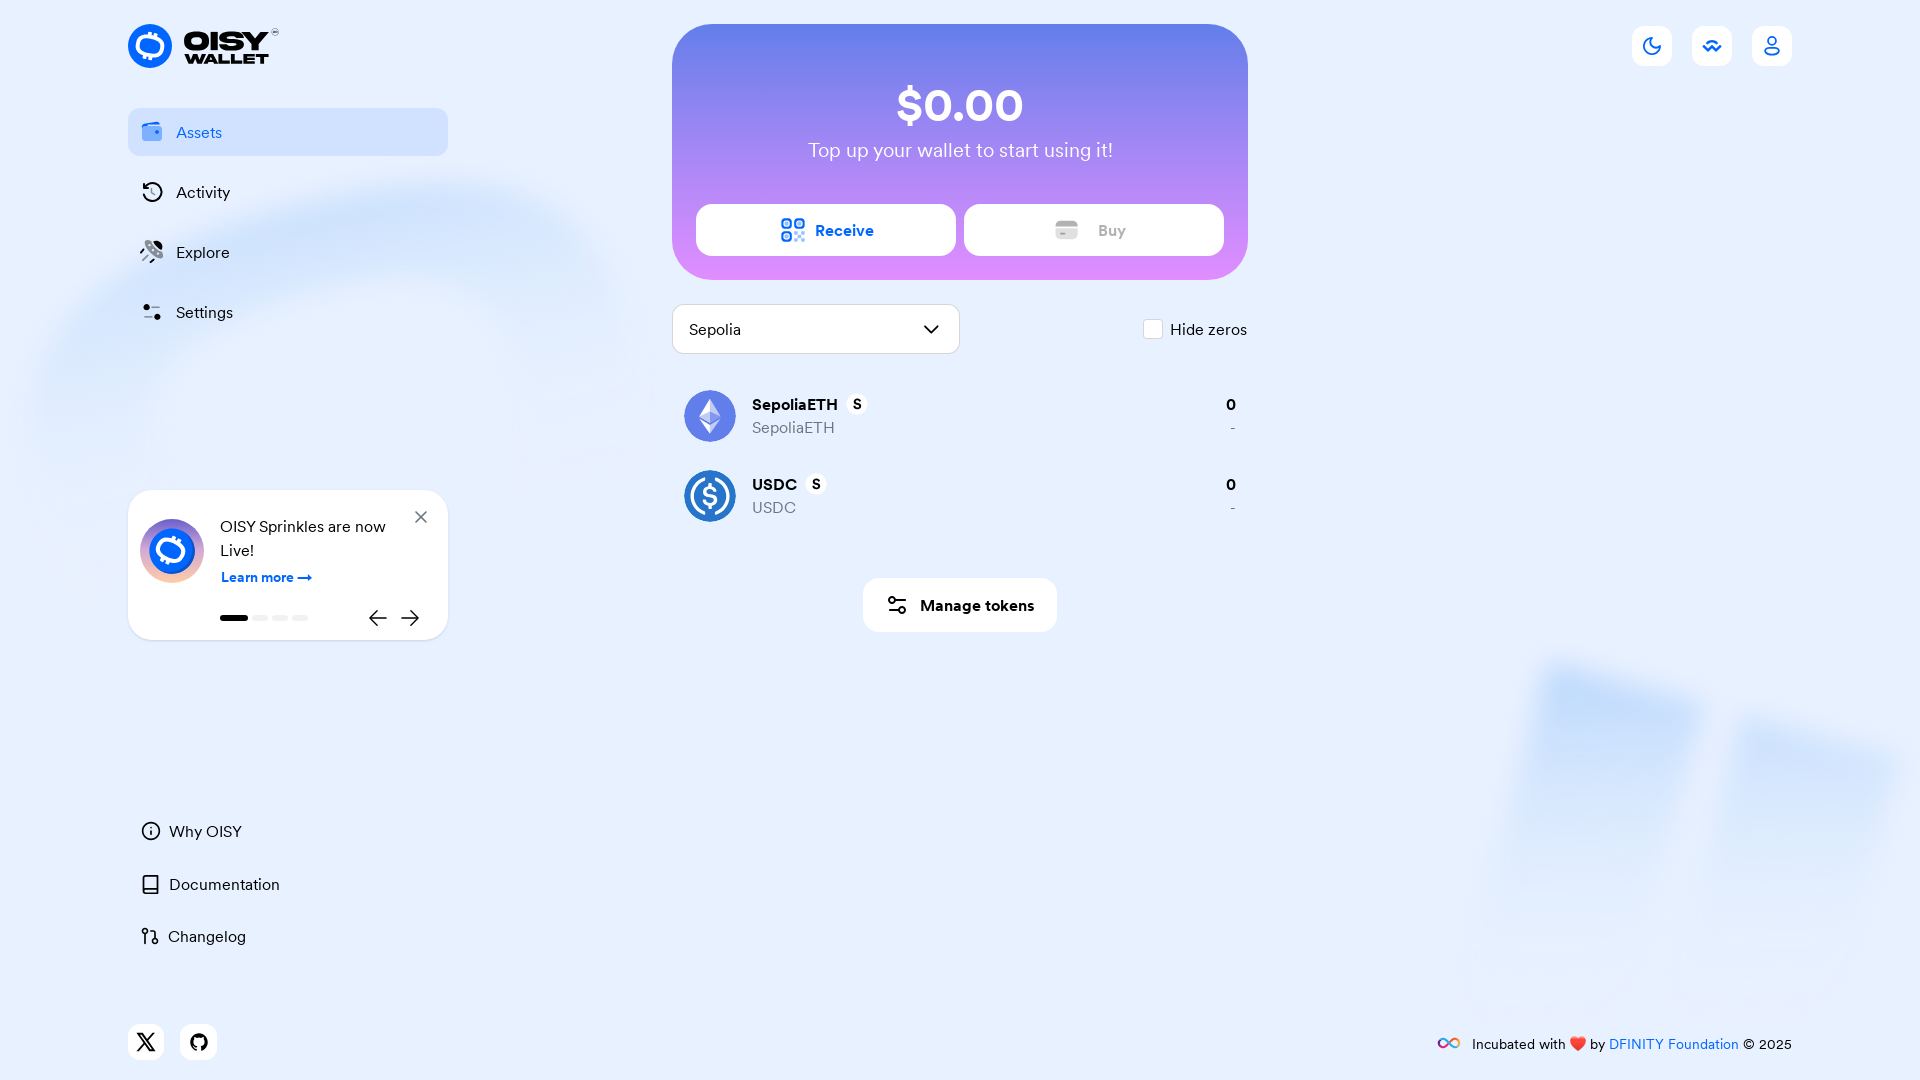 OISY
WALLET
Assets
Activity
Explore
Settings
OISY Sprinkles are now
Live!
Learn more
Why OISY
Documentation
Changelog
$0.00
Top up your wallet to start using it!
Receive
Buy
Sepolia
Hide zeros
SepoliaETH S 0
SepoliaETH -
USDC S 0
USDC -
Manage tokens
Incubated with ❤️ by DFINITY Foundation © 2025